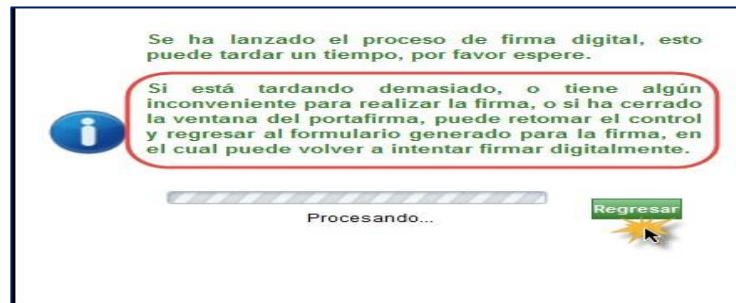 Se ha lanzado el proceso de firma digital, esto
puede tardar un tiempo, por favor espere.
Si está tardando demasiado, o tiene algún
inconveniente para realizar la firma, o si ha cerrado
la ventana del portafirma, puede retomar el control
y regresar al formulario generado para la firma, en
el cual puede volver a intentar firmar digitalmente.
Procesando...
Regresar